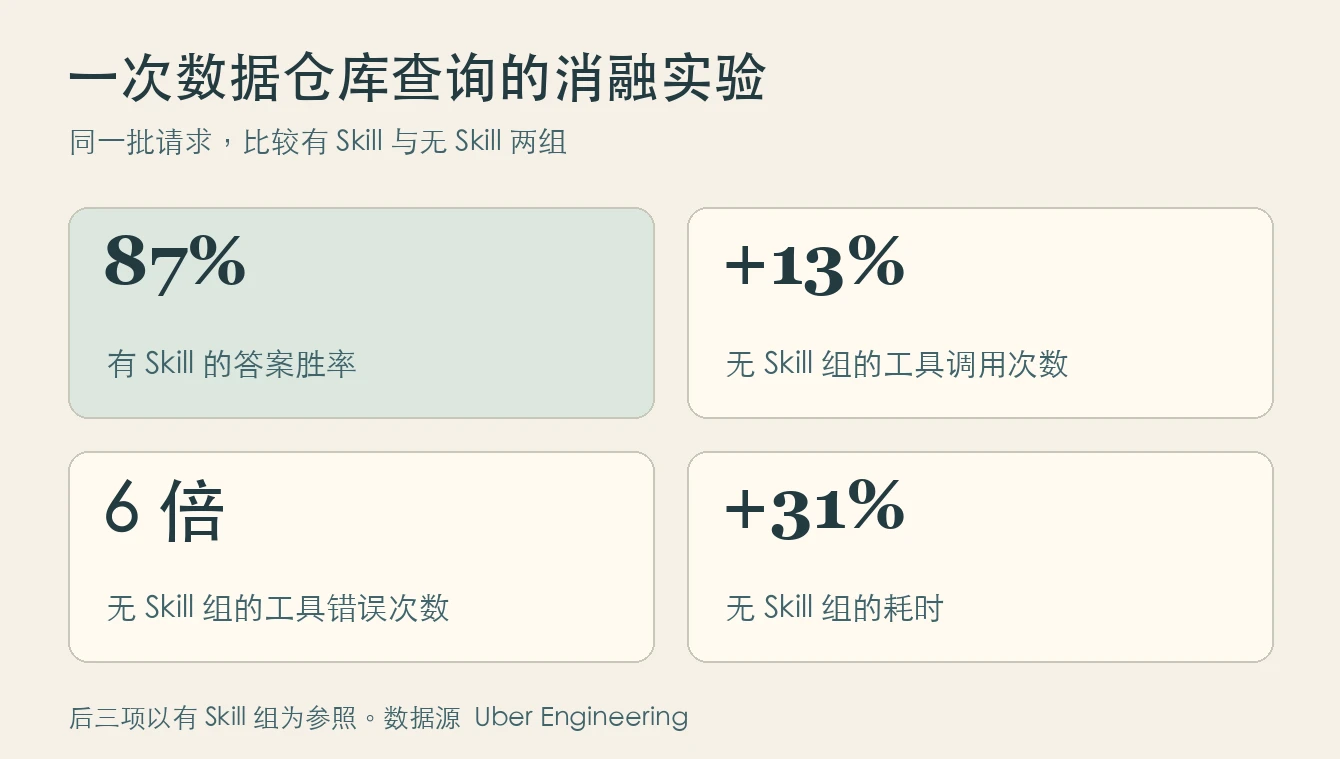 一次数据仓库查询的消融实验
同一批请求，比较有 Skill 与无 Skill 两组
87%
有 Skill 的答案胜率
+13%
无 Skill 组的工具调用次数
6 倍
无 Skill 组的工具错误次数
+31%
无 Skill 组的耗时
后三项以有 Skill 组为参照。数据源 Uber Engineering